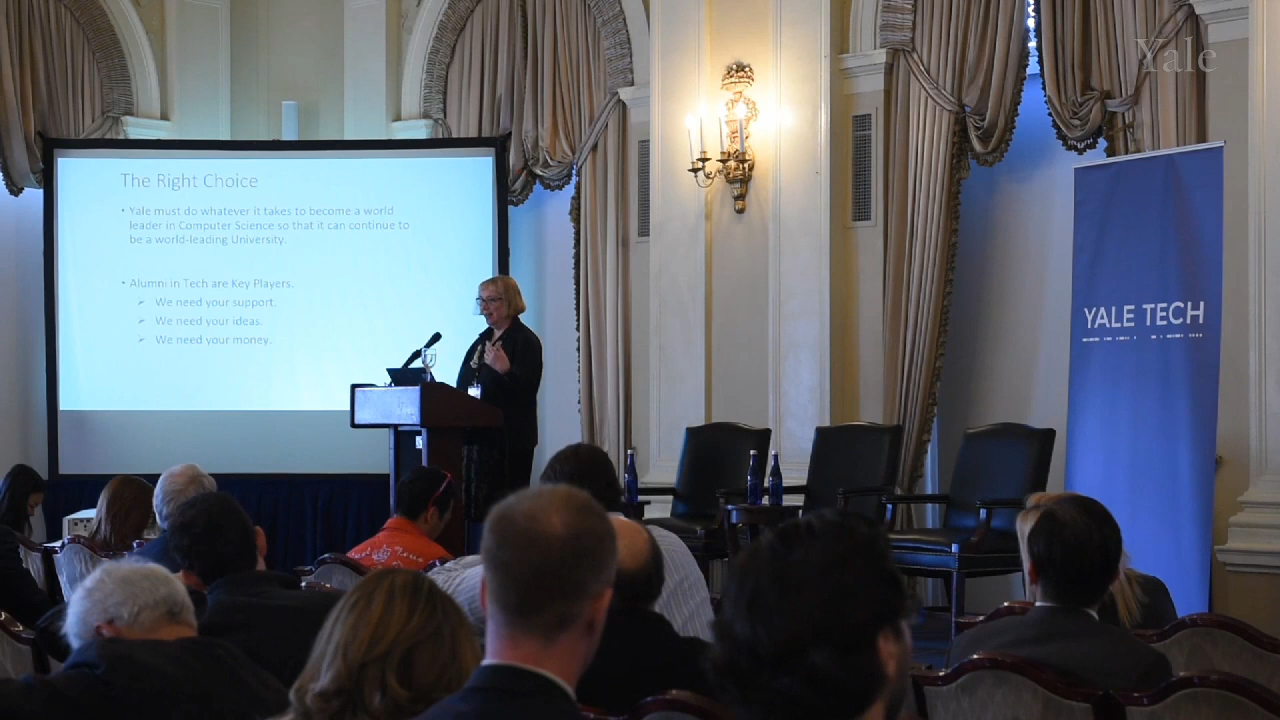 Yale
The Right Choice
• Yale must do whatever it takes to become a world
leader in Computer Science so that it can continue to
be a world-leading University.
• Alumni in Tech are Key Players.
➢ We need your support.
➢ We need your ideas.
➢ We need your money.
YALE TECH